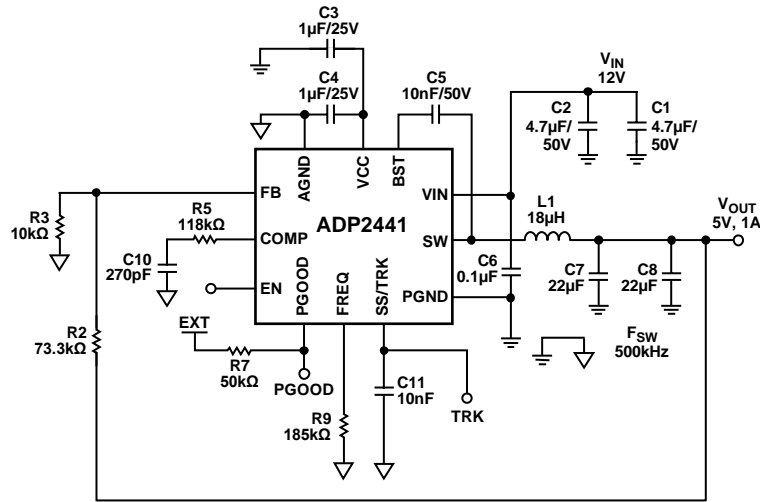 C3
1µF/25V
C4
1µF/25V
C5
10nF/50V
VIN
12V
C2
4.7µF/
50V
C1
4.7µF/
50V
AGND
VCC
BST
FB
VIN
ADP2441
R3
10kΩ
R5
118kΩ
COMP
SW
L1
18µH
VOUT
5V, 1A
C10
270pF
C6
0.1µF
C7
22µF
C8
22µF
EN
PGOOD
FREQ
SS/TRK
PGND
R2
73.3kΩ
EXT
R7
50kΩ
PGOOD
C11
10nF
TRK
FSW
500kHz
R9
185kΩ